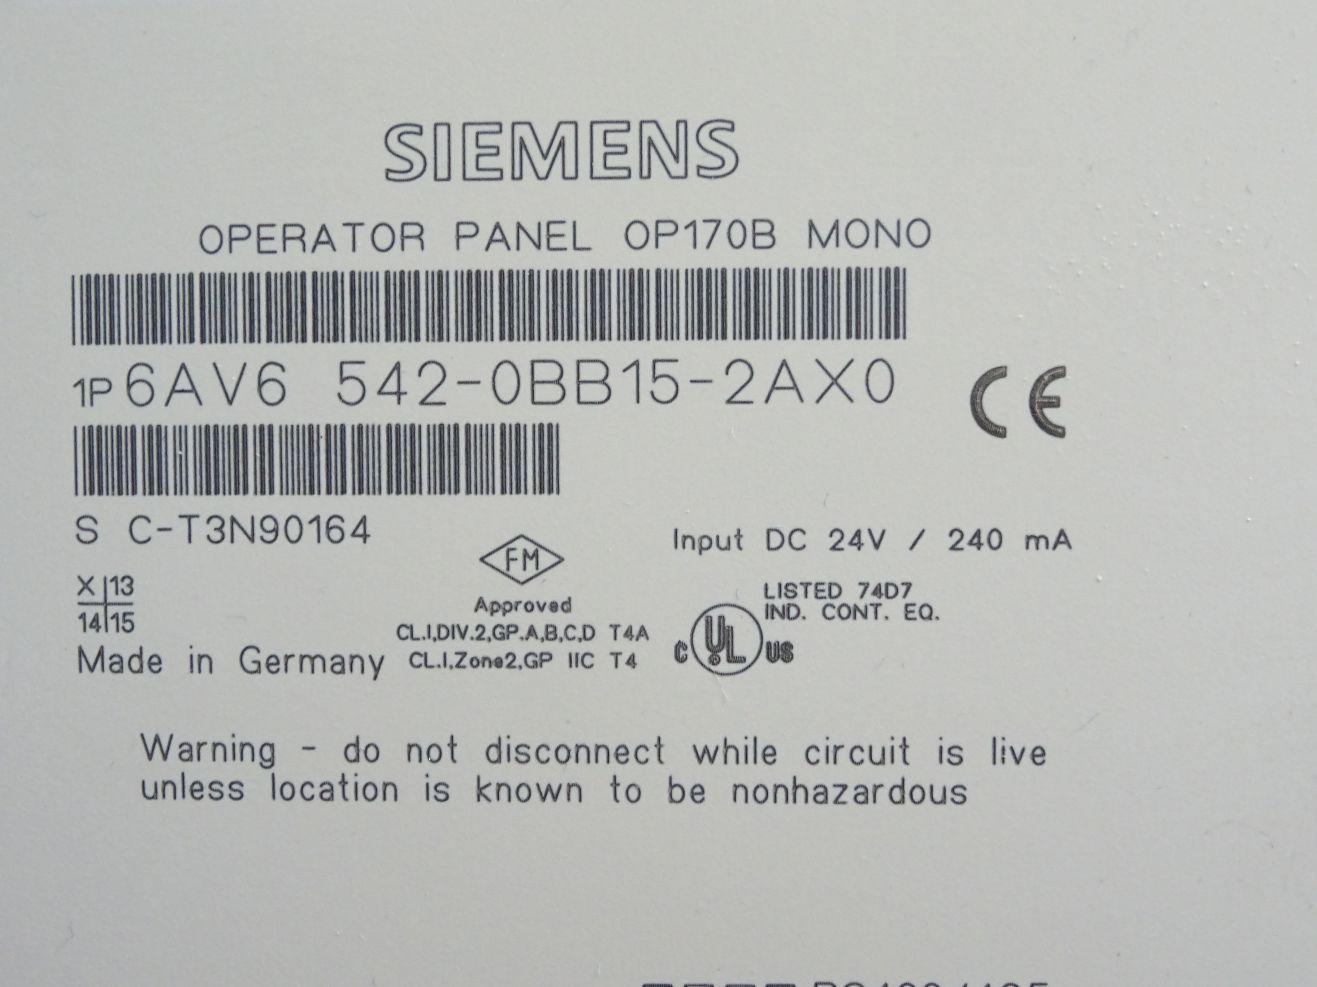 SIEMENS
OPERATOR PANEL OP170B MONO
1P 6AV6 542-0BB15-2AX0
S C-T3N90164
X 13
14 15
Made in Germany
FM
Approved
CL.I,DIV.2,GP.A,B,C,D T4A
CL.I,Zone2,GP IIC T4
CE
Input DC 24V / 240 mA
LISTED 74D7
IND. CONT. EQ.
C UL US
Warning - do not disconnect while circuit is live
unless location is known to be nonhazardous